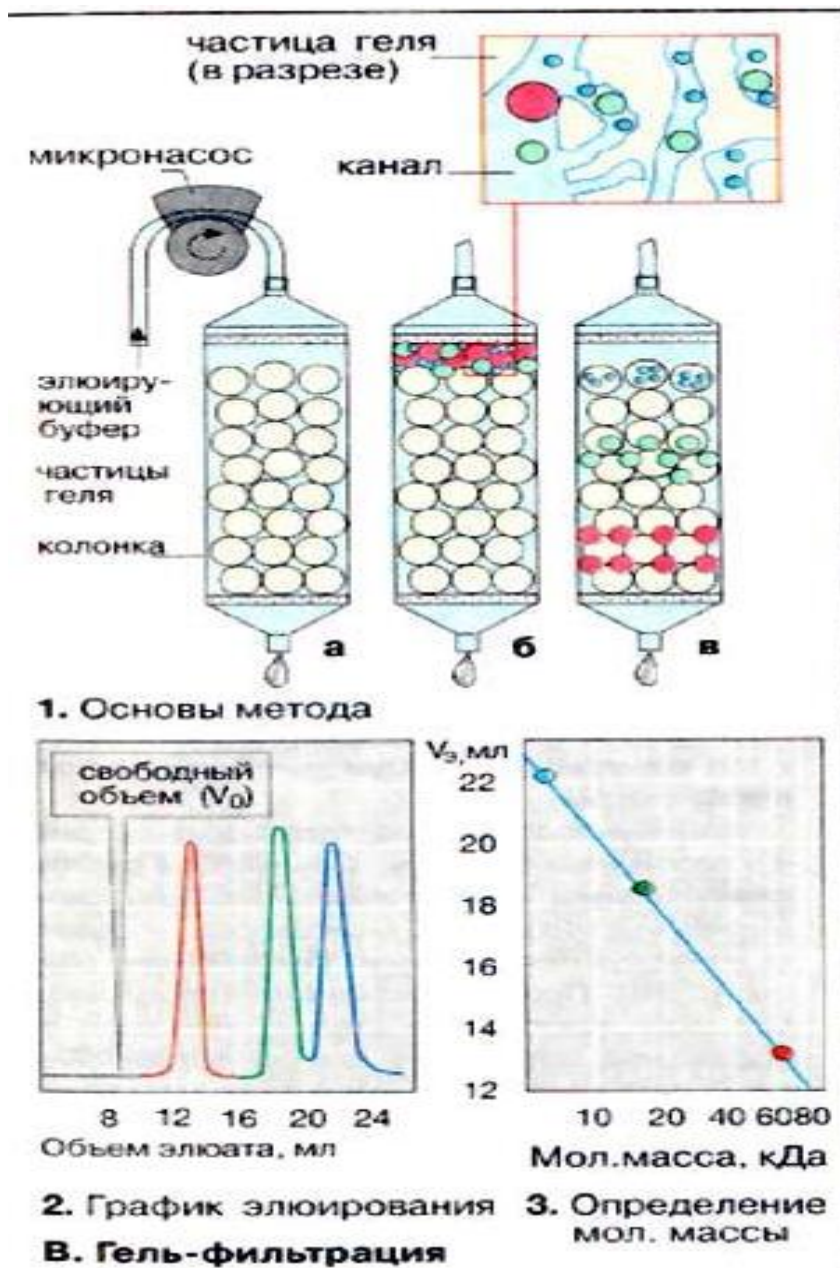 частица геля
(в разрезе)
микронасос
канал
элюиру-
ющий
буфер
частицы
геля
колонка
а
б
в
1. Основы метода
свободный
объем (V₀)
8 12 16 20 24
Объем элюата, мл
Vэ, мл
22
20
18
16
14
12
10 20 40 60 80
Мол.масса, кДа
2. График элюирования
3. Определение
мол. массы
В. Гель-фильтрация